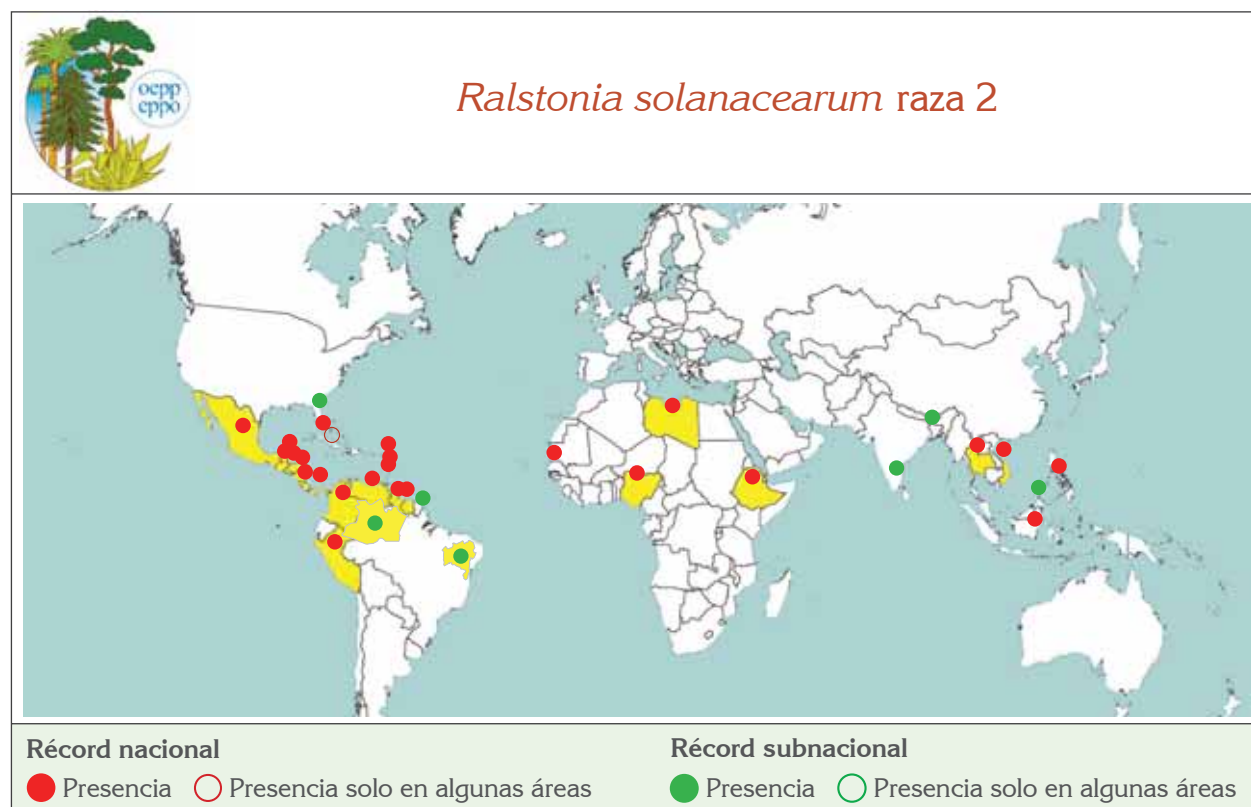 oepp
eppo
Ralstonia solanacearum raza 2
Récord nacional
Presencia
Presencia solo en algunas áreas
Récord subnacional
Presencia
Presencia solo en algunas áreas